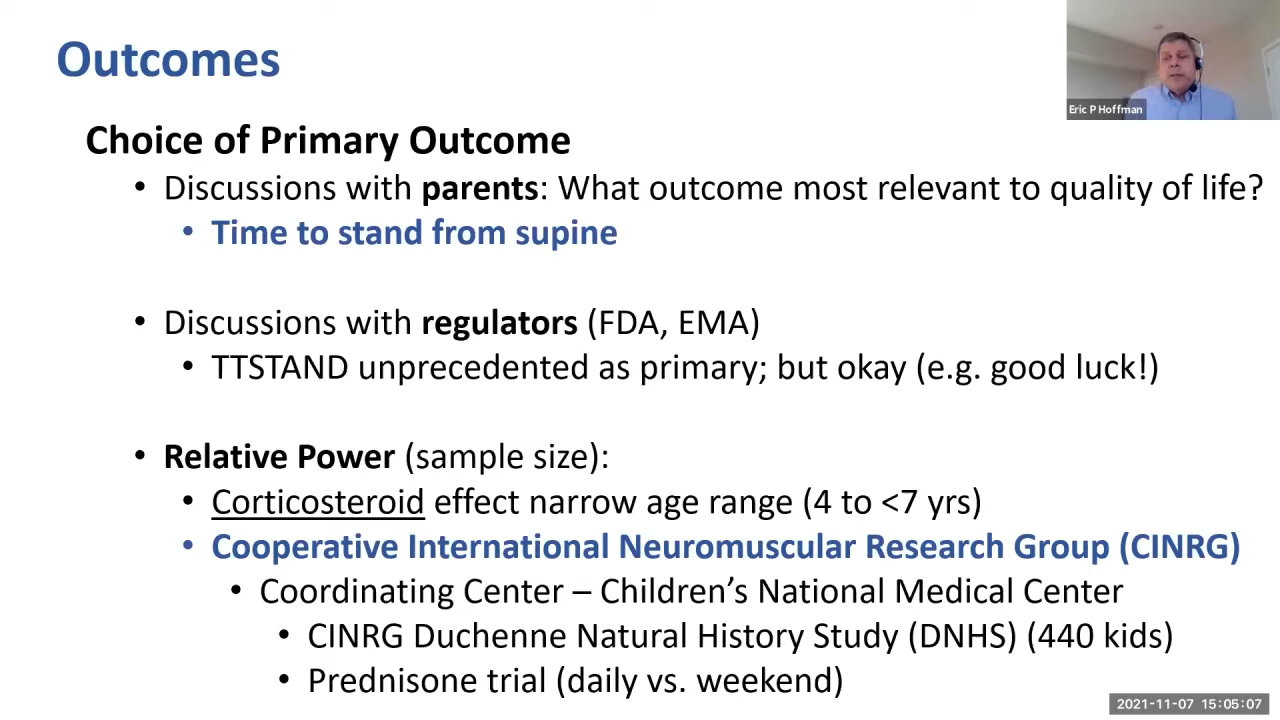 Outcomes
Eric P Hoffman
Choice of Primary Outcome
• Discussions with parents: What outcome most relevant to quality of life?
• Time to stand from supine
• Discussions with regulators (FDA, EMA)
• TTSTAND unprecedented as primary; but okay (e.g. good luck!)
• Relative Power (sample size):
• Corticosteroid effect narrow age range (4 to <7 yrs)
• Cooperative International Neuromuscular Research Group (CINRG)
• Coordinating Center – Children’s National Medical Center
• CINRG Duchenne Natural History Study (DNHS) (440 kids)
• Prednisone trial (daily vs. weekend)
2021-11-07 15:05:07